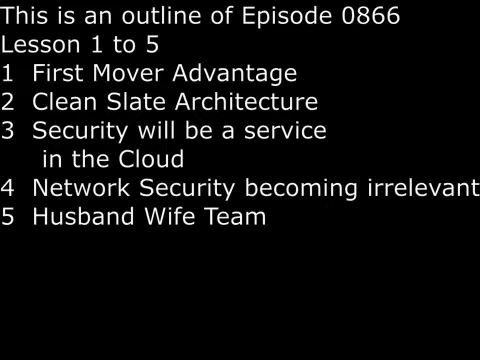 This is an outline of Episode 0866
Lesson 1 to 5
1 First Mover Advantage
2 Clean Slate Architecture
3 Security will be a service
in the Cloud
4 Network Security becoming irrelevant
5 Husband Wife Team